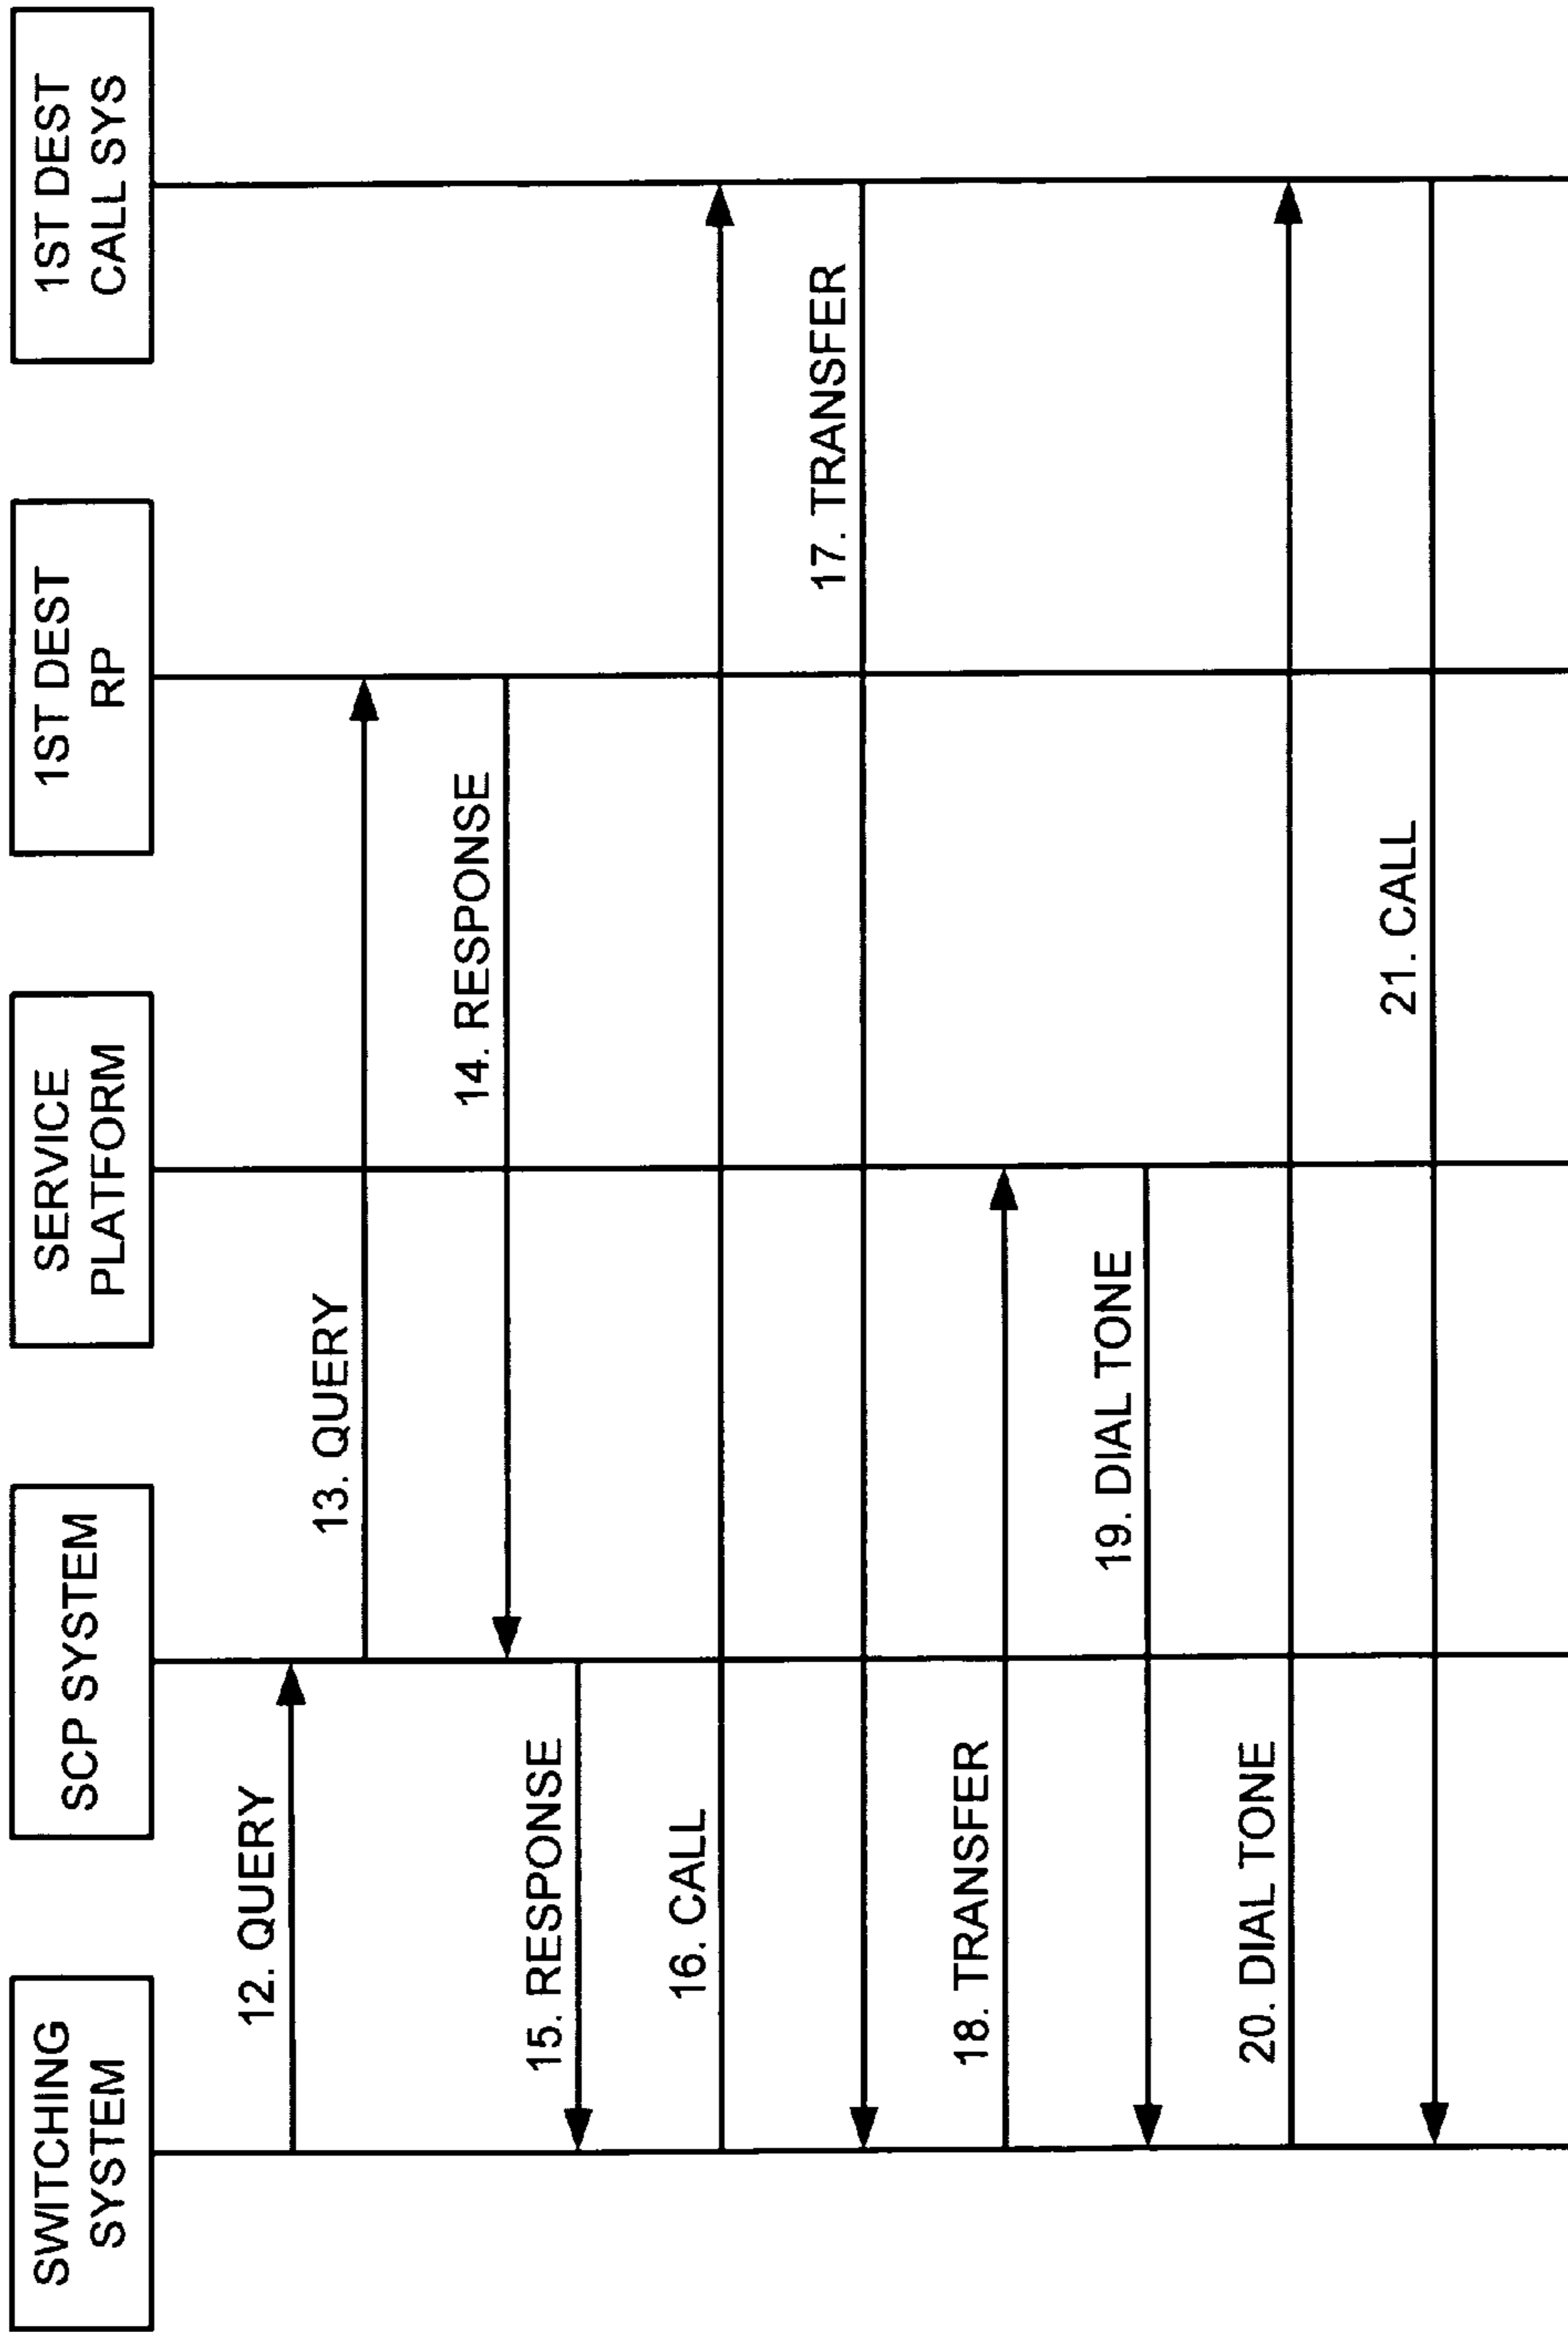 SWITCHING
SYSTEM
SCP SYSTEM
SERVICE
PLATFORM
1ST DEST
RP
1ST DEST
CALL SYS
12. QUERY
13. QUERY
14. RESPONSE
15. RESPONSE
16. CALL
17. TRANSFER
18. TRANSFER
19. DIAL TONE
20. DIAL TONE
21. CALL